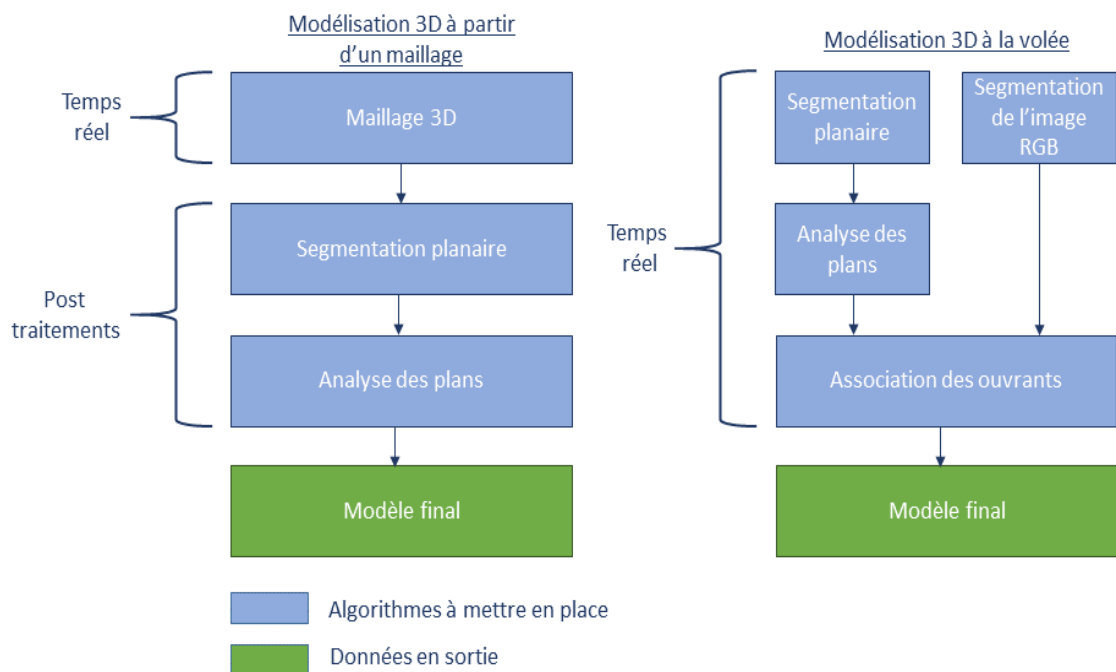 Modélisation 3D à partir
d'un maillage
Temps
réel
Maillage 3D
Segmentation planaire
Post
traitements
Analyse des plans
Modèle final
Modélisation 3D à la volée
Segmentation
planaire
Segmentation
de l'image
RGB
Temps
réel
Analyse des
plans
Association des ouvrants
Modèle final
Algorithmes à mettre en place
Données en sortie